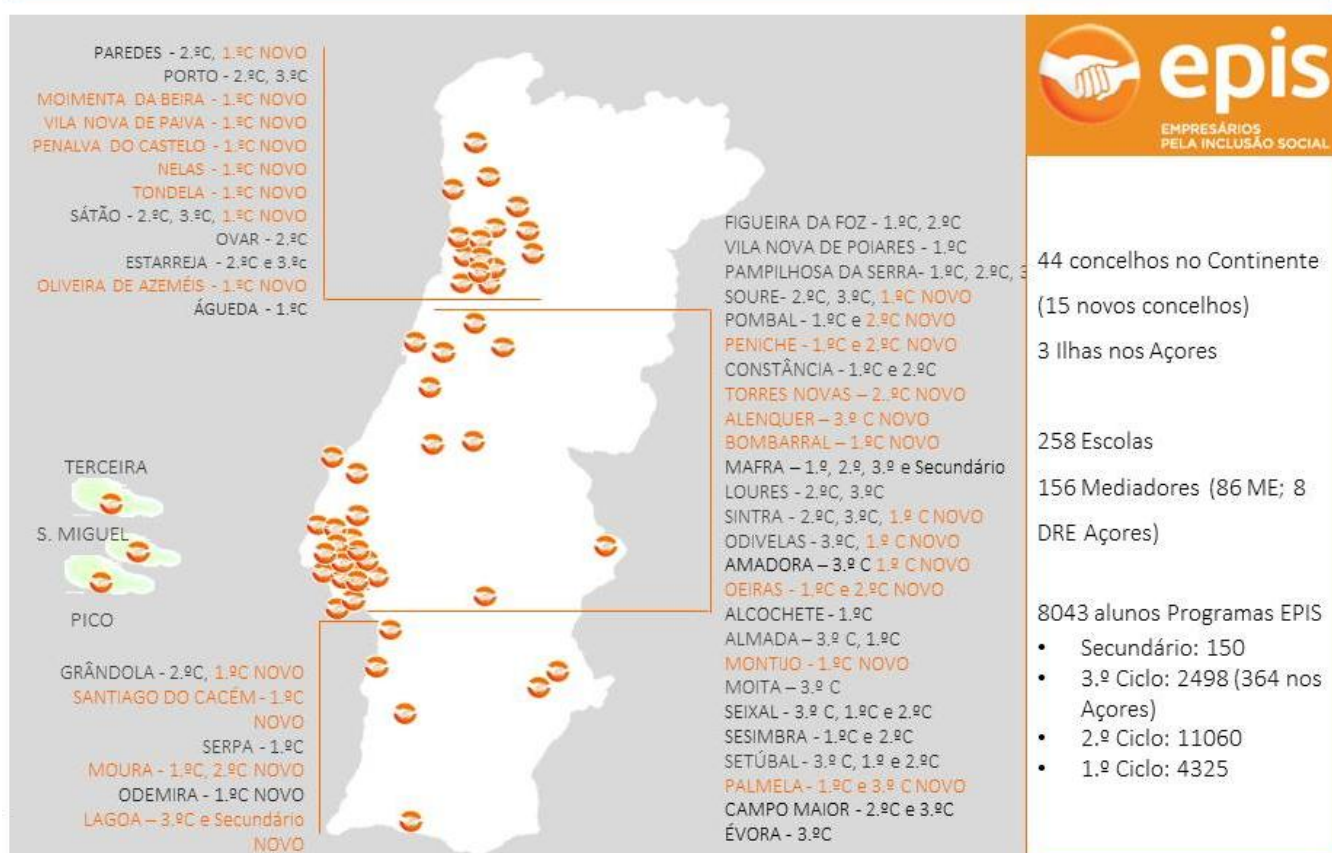 PAREDES - 2.ºC, 1.ºC NOVO
PORTO - 2.ºC, 3.ºC
MOIMENTA DA BEIRA - 1.ºC NOVO
VILA NOVA DE PAIVA - 1.ºC NOVO
PENALVA DO CASTELO - 1.ºC NOVO
NELAS - 1.ºC NOVO
TONDELA - 1.ºC NOVO
SÁTÃO - 2.ºC, 3.ºC, 1.ºC NOVO
OVAR - 2.ºC
ESTARREJA - 2.ºC e 3.ºc
OLIVEIRA DE AZEMÉIS - 1.ºC NOVO
ÁGUEDA - 1.ºC
TERCEIRA
S. MIGUEL
PICO
GRÂNDOLA - 2.ºC, 1.ºC NOVO
SANTIAGO DO CACÉM - 1.ºC
NOVO
SERPA - 1.ºC
MOURA - 1.ºC, 2.ºC NOVO
ODEMIRA - 1.ºC NOVO
LAGOA – 3.ºC e Secundário
NOVO
FIGUEIRA DA FOZ - 1.ºC, 2.ºC
VILA NOVA DE POIARES - 1.ºC
PAMPILHOSA DA SERRA- 1.ºC, 2.ºC, 3
SOURE- 2.ºC, 3.ºC, 1.ºC NOVO
POMBAL - 1.ºC e 2.ºC NOVO
PENICHE - 1.ºC e 2.ºC NOVO
CONSTÂNCIA - 1.ºC e 2.ºC
TORRES NOVAS – 2..ºC NOVO
ALENQUER – 3.º C NOVO
BOMBARRAL – 1.ºC NOVO
MAFRA – 1.º, 2.º, 3.º e Secundário
LOURES - 2.ºC, 3.ºC
SINTRA - 2.ºC, 3.ºC, 1.º C NOVO
ODIVELAS - 3.ºC, 1.º C NOVO
AMADORA – 3.º C 1.º C NOVO
OEIRAS - 1.ºC e 2.ºC NOVO
ALCOCHETE - 1.ºC
ALMADA – 3.º C, 1.ºC
MONTIJO - 1.ºC NOVO
MOITA – 3.º C
SEIXAL - 3.º C, 1.ºC e 2.ºC
SESIMBRA - 1.ºC e 2.ºC
SETÚBAL - 3.º C, 1.º e 2.ºC
PALMELA - 1.ºC e 3.º C NOVO
CAMPO MAIOR - 2.ºC e 3.ºC
ÉVORA - 3.ºC
epis
EMPRESÁRIOS
PELA INCLUSÃO SOCIAL
44 concelhos no Continente
(15 novos concelhos)
3 Ilhas nos Açores
258 Escolas
156 Mediadores (86 ME; 8
DRE Açores)
8043 alunos Programas EPIS
• Secundário: 150
• 3.º Ciclo: 2498 (364 nos
Açores)
• 2.º Ciclo: 11060
• 1.º Ciclo: 4325